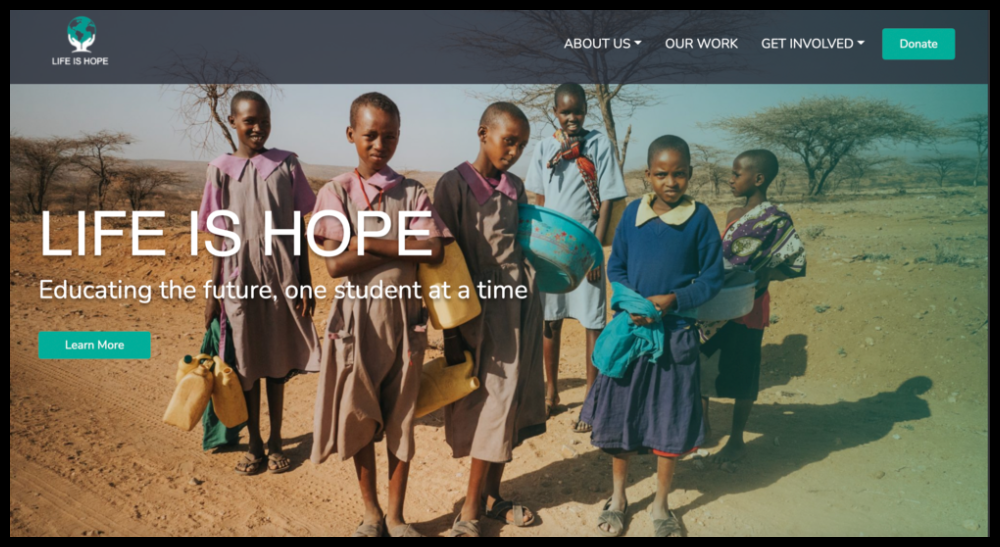 LIFE IS HOPE
ABOUT US
OUR WORK
GET INVOLVED
Donate
LIFE IS HOPE
Educating the future, one student at a time
Learn More